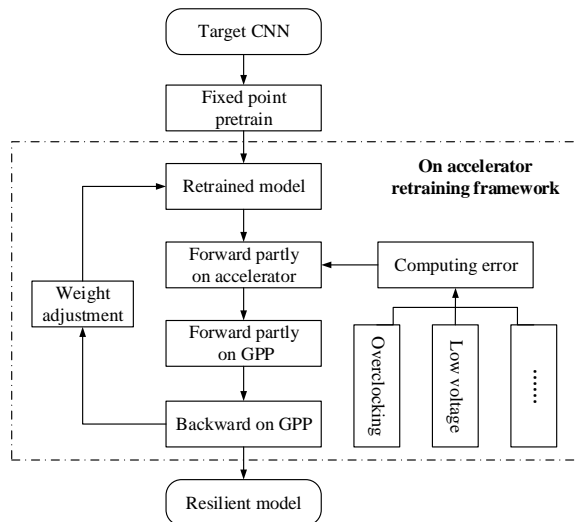 Target CNN
Fixed point
pretrain
On accelerator
retraining framework
Retrained model
Forward partly
on accelerator
Computing error
Weight
adjustment
Forward partly
on GPP
Overclocking
Low voltage
.......
Backward on GPP
Resilient model